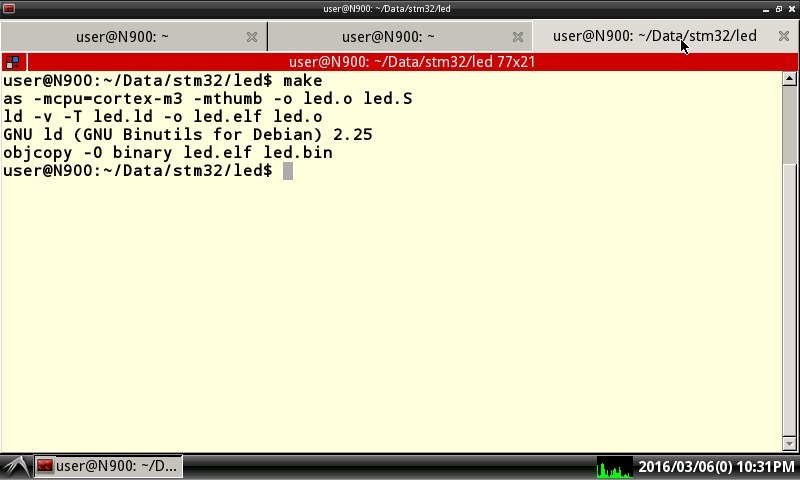 user@N900: ~/Data/stm32/led
user@N900: ~
user@N900: ~
user@N900: ~/Data/stm32/led
user@N900: ~/Data/stm32/led 77x21
user@N900:~/Data/stm32/led$ make
as -mcpu=cortex-m3 -mthumb -o led.o led.S
ld -v -T led.ld -o led.elf led.o
GNU ld (GNU Binutils for Debian) 2.25
objcopy -O binary led.elf led.bin
user@N900:~/Data/stm32/led$
user@N900: ~/D...
2016/03/06(0) 10:31PM